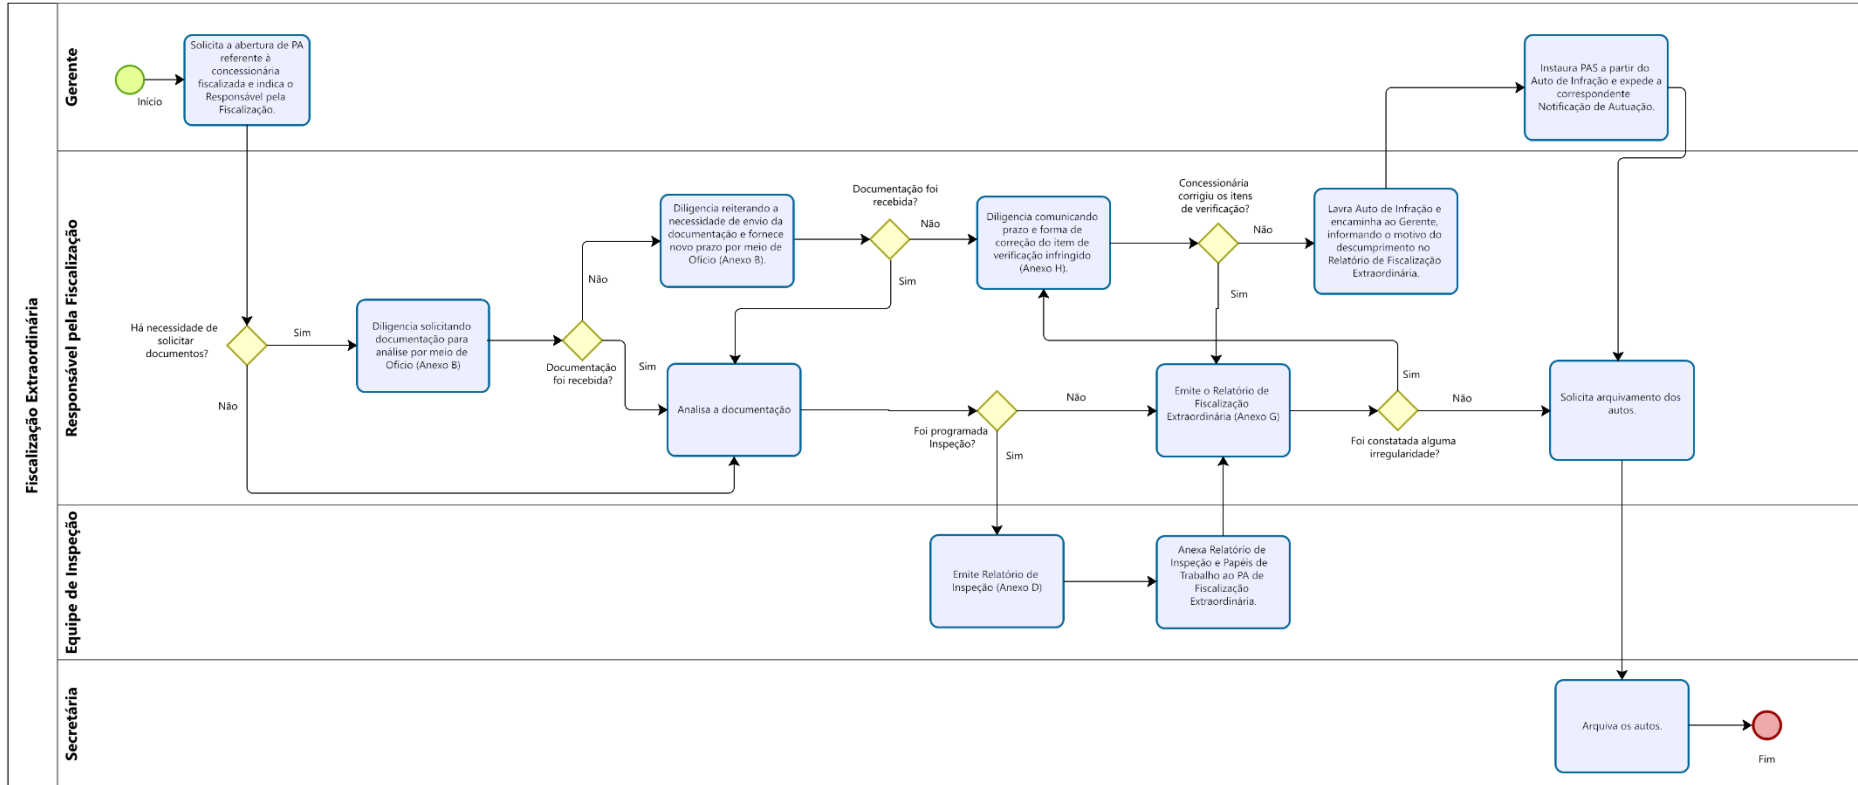 Fiscalização Extraordinária
Gerente
Início
Solicita a abertura de PA
referente à
concessionária
fiscalizada e indica o
Responsável pela
Fiscalização.
Instaura PAS a partir do
Auto de Infração e expede a
correspondente
Notificação de Autuação.
Responsável pela Fiscalização
Há necessidade de
solicitar
documentos?
Sim
Não
Diligencia solicitando
documentação para
análise por meio de
Ofício (Anexo B)
Documentação
foi recebida?
Não
Sim
Diligencia reiterando a
necessidade de envio da
documentação e fornece
novo prazo por meio de
Ofício (Anexo B).
Documentação foi
recebida?
Não
Sim
Analisa a documentação
Diligencia comunicando
prazo e forma de
correção do item de
verificação infringido
(Anexo H).
Concessionária
corrigiu os itens
de verificação?
Não
Sim
Lavra Auto de Infração e
encaminha ao Gerente,
informando o motivo do
descumprimento no
Relatório de Fiscalização
Extraordinária.
Foi programada
Inspeção?
Não
Sim
Emite o Relatório de
Fiscalização
Extraordinária (Anexo G)
Sim
Não
Foi constatada alguma
irregularidade?
Solicita arquivamento dos
autos.
Equipe de Inspeção
Emite Relatório de
Inspeção (Anexo D)
Anexa Relatório de
Inspeção e Papéis de
Trabalho ao PA de
Fiscalização
Extraordinária.
Secretária
Arquiva os autos.
Fim